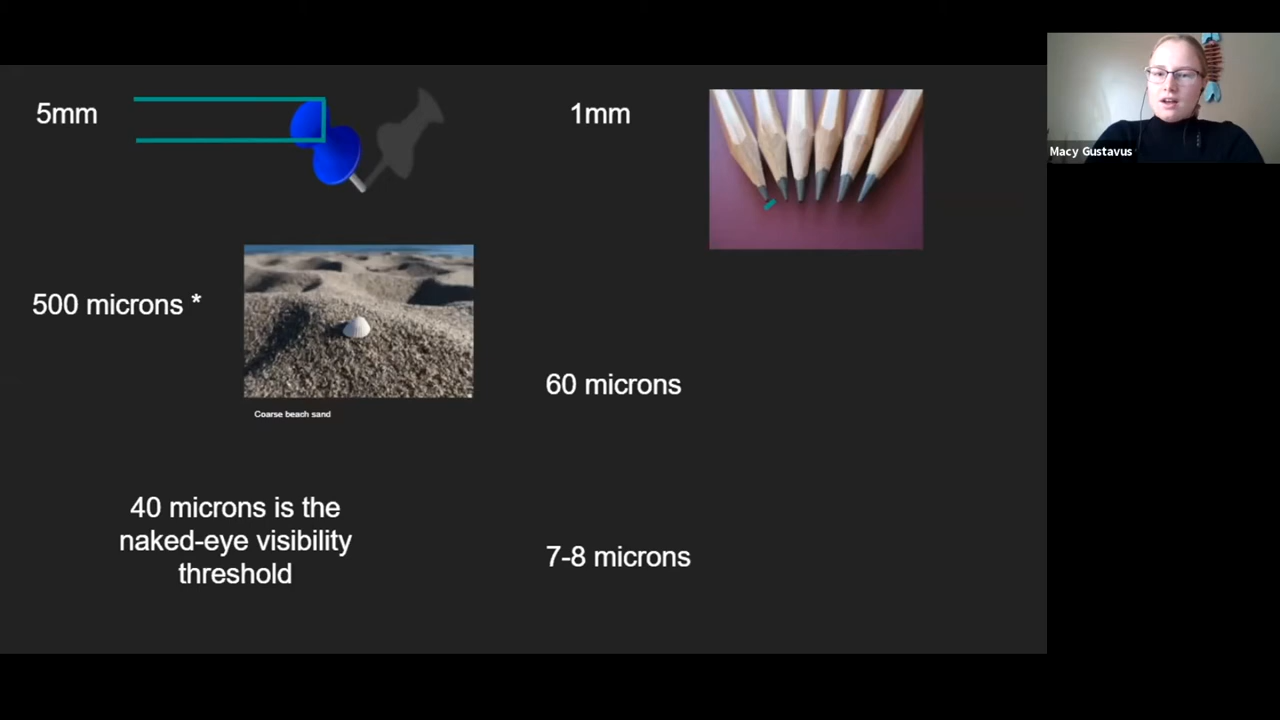 5mm
1mm
Macy Gustavus
500 microns *
Coarse beach sand
60 microns
40 microns is the
naked-eye visibility
threshold
7-8 microns